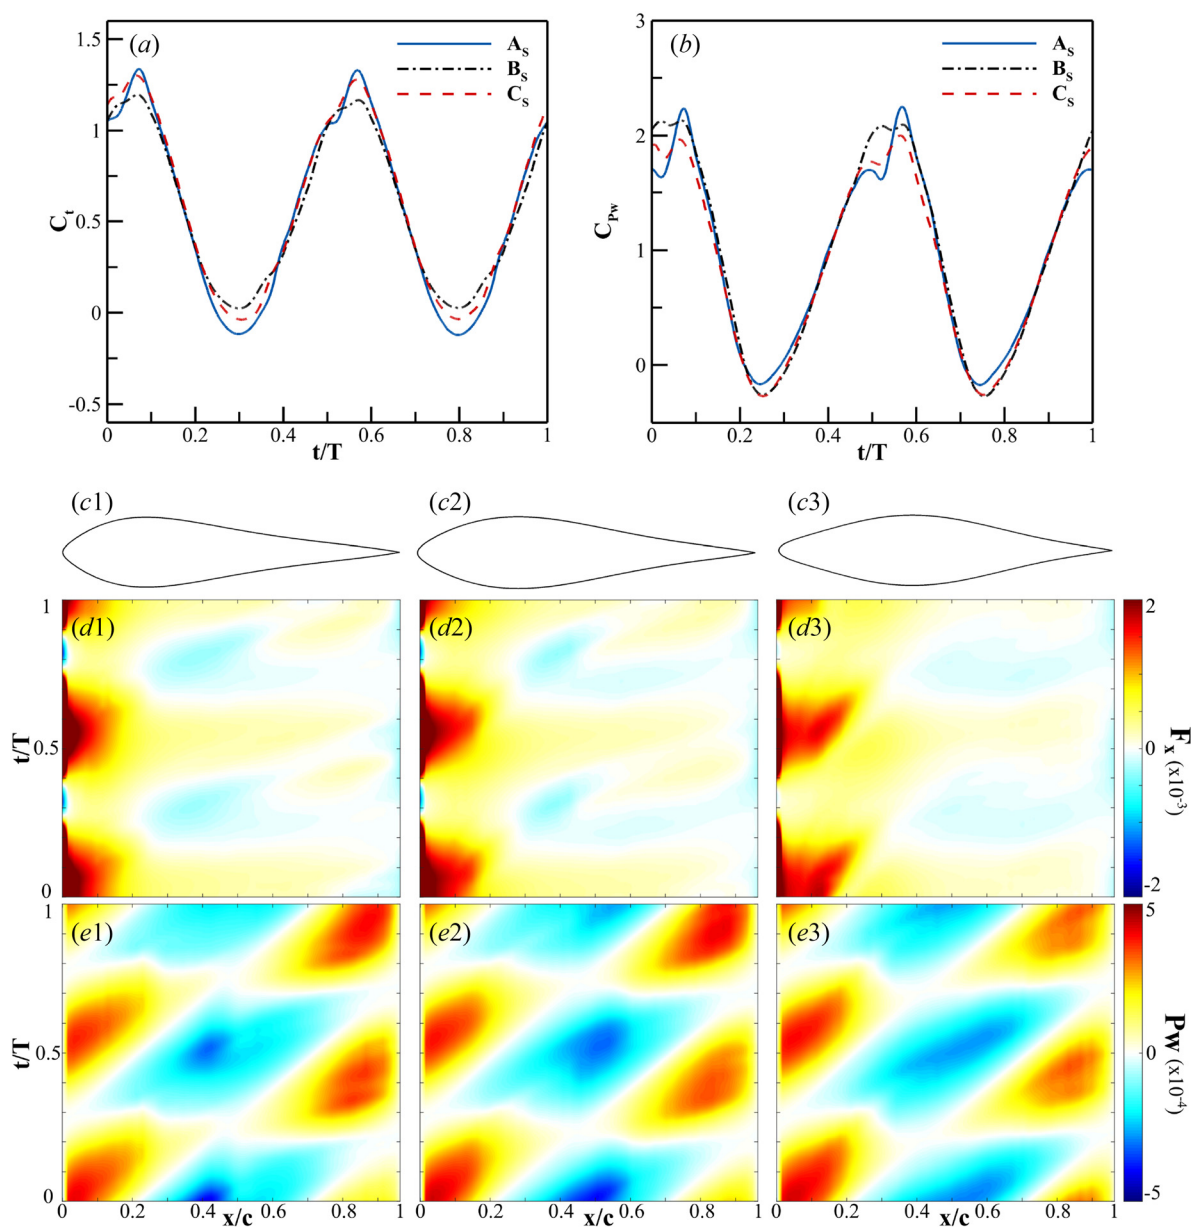 (a)
A_S
B_S
C_S
1.5
1
0.5
0
-0.5
C_t
0 0.2 0.4 0.6 0.8 1
t/T
(b)
A_S
B_S
C_S
3
2
1
0
C_Pw
0 0.2 0.4 0.6 0.8 1
t/T
(c1) (c2) (c3)
(d1) (d2) (d3)
1
0.5
0
t/T
2
0
-2
F_x (x10^-3)
(e1) (e2) (e3)
1
0.5
0
t/T
5
0
-5
Pw (x10^-4)
0 0.2 0.4 0.6 0.8 1
x/c
0 0.2 0.4 0.6 0.8 1
x/c
0 0.2 0.4 0.6 0.8 1
x/c